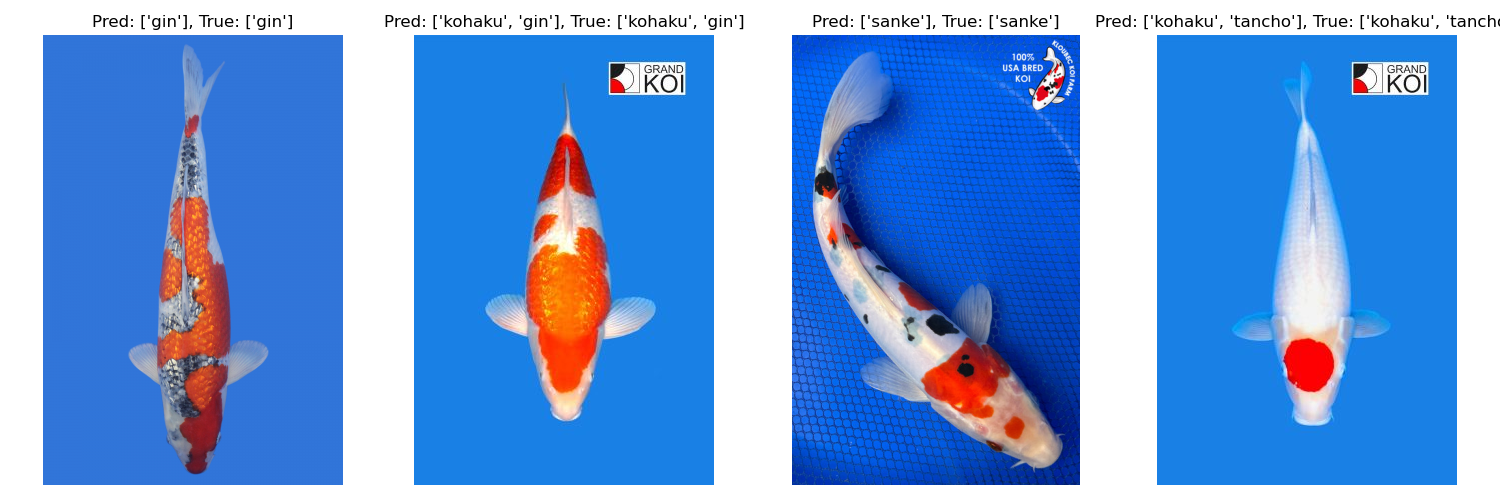 Pred: ['gin'], True: ['gin']
Pred: ['kohaku', 'gin'], True: ['kohaku', 'gin']
Pred: ['sanke'], True: ['sanke']
Pred: ['kohaku', 'tancho'], True: ['kohaku', 'tancho
GRAND
KOI
100%
USA BRED
KOI
KLOUBEC KOI FARM
GRAND
KOI